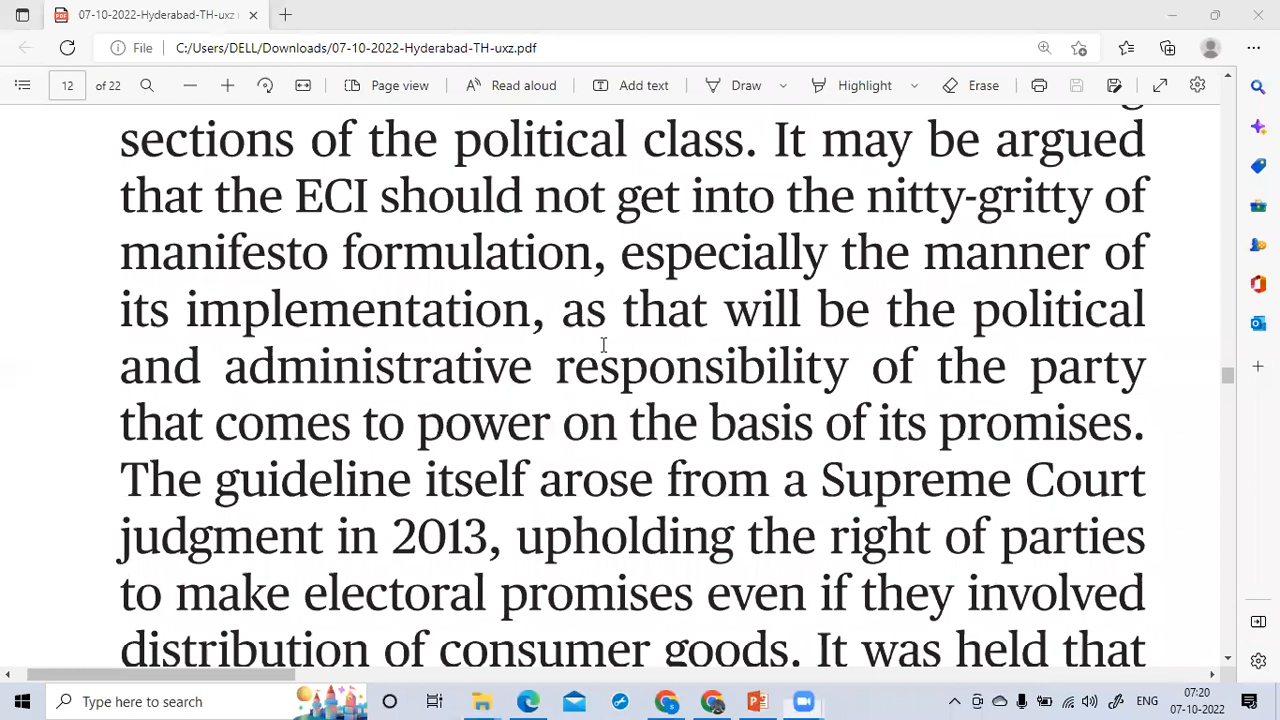 07-10-2022-Hyderabad-TH-uxz
File
C:/Users/DELL/Downloads/07-10-2022-Hyderabad-TH-uxz.pdf
12 of 22
Page view
Read aloud
Add text
Draw
Highlight
Erase
sections of the political class. It may be argued
that the ECI should not get into the nitty-gritty of
manifesto formulation, especially the manner of
its implementation, as that will be the political
and administrative responsibility of the party
that comes to power on the basis of its promises.
The guideline itself arose from a Supreme Court
judgment in 2013, upholding the right of parties
to make electoral promises even if they involved
distribution of consumer goods. It was held that
Type here to search
ENG
07:20
07-10-2022